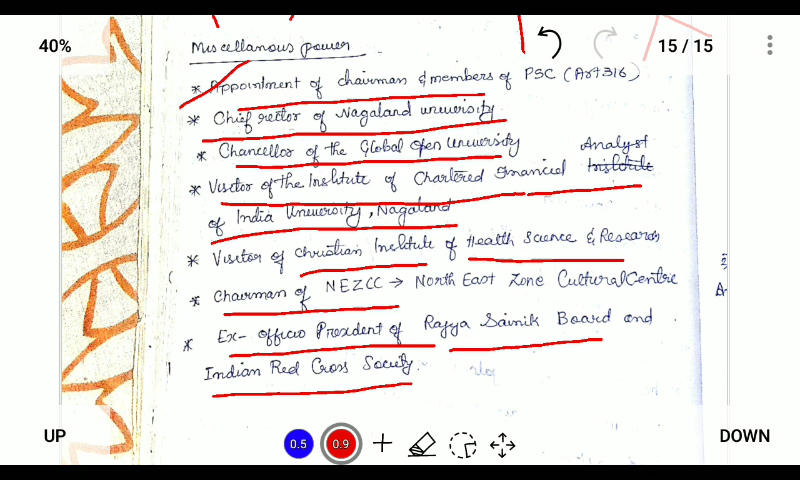 40%
15 / 15
Miscellanous power
* Appointment of chairman & members of PSC (Art 316)
* Chief rector of Nagaland university
* Chancellor of the Global Open University
Analyst
* Visitor of the Institute of Chartered Financial Institute
of India University, Nagaland
* Visitor of Christian Institute of Health Science & Research
* Chairman of NEZCC → North East Zone Cultural Centre
* Ex-officio President of Rajya Sainik Board and
Indian Red Cross Society.
UP
0.5
0.9
DOWN